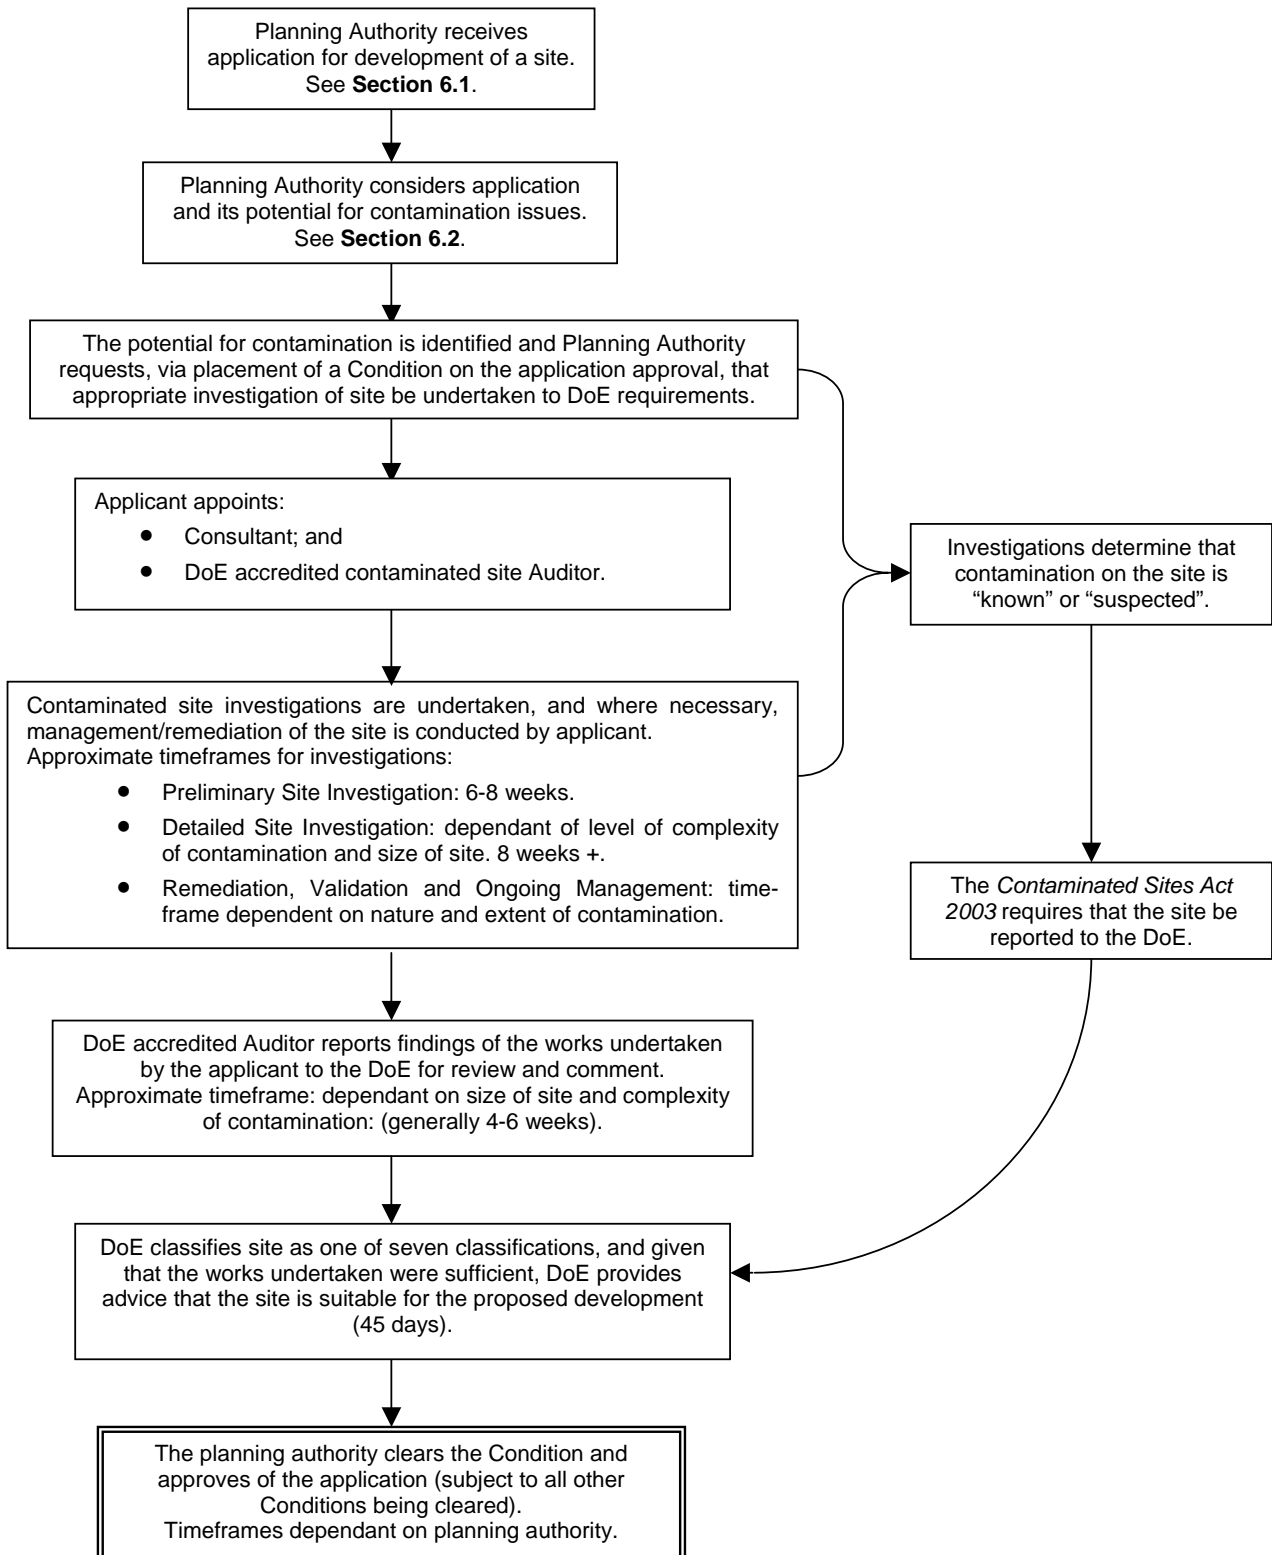 Planning Authority receives
application for development of a site.
See Section 6.1.
Planning Authority considers application
and its potential for contamination issues.
See Section 6.2.
The potential for contamination is identified and Planning Authority
requests, via placement of a Condition on the application approval, that
appropriate investigation of site be undertaken to DoE requirements.
Applicant appoints:
● Consultant; and
● DoE accredited contaminated site Auditor.
Investigations determine that
contamination on the site is
“known” or “suspected”.
Contaminated site investigations are undertaken, and where necessary,
management/remediation of the site is conducted by applicant.
Approximate timeframes for investigations:
● Preliminary Site Investigation: 6-8 weeks.
● Detailed Site Investigation: dependant of level of complexity
of contamination and size of site. 8 weeks +.
● Remediation, Validation and Ongoing Management: time-
frame dependent on nature and extent of contamination.
The Contaminated Sites Act
2003 requires that the site be
reported to the DoE.
DoE accredited Auditor reports findings of the works undertaken
by the applicant to the DoE for review and comment.
Approximate timeframe: dependant on size of site and complexity
of contamination: (generally 4-6 weeks).
DoE classifies site as one of seven classifications, and given
that the works undertaken were sufficient, DoE provides
advice that the site is suitable for the proposed development
(45 days).
The planning authority clears the Condition and
approves of the application (subject to all other
Conditions being cleared).
Timeframes dependant on planning authority.